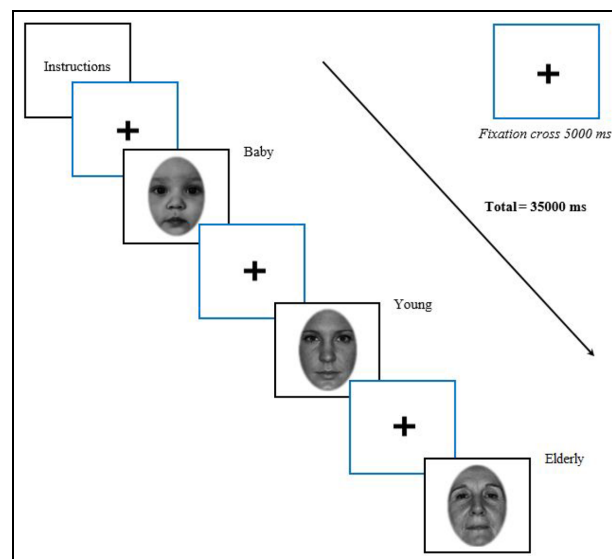 Instructions
Fixation cross 5000 ms
Baby
Total = 35000 ms
Young
Elderly